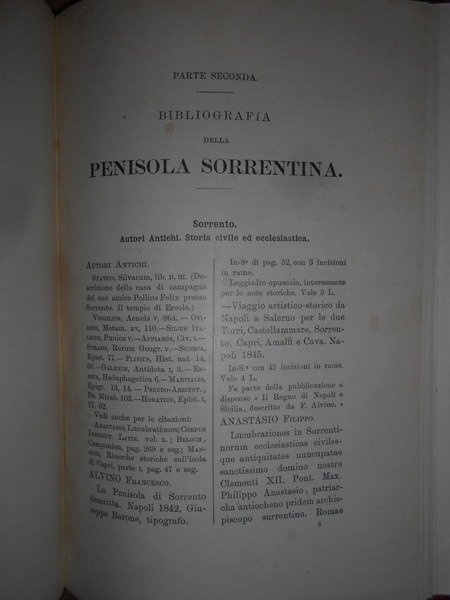 PARTE SECONDA.
BIBLIOGRAFIA
DELLA
PENISOLA SORRENTINA.
Sorrento.
Autori Antichi. Storia civile ed ecclesiastica.
AUTORI ANTICHI.
STATIUS, Silvarum, lib. II, III. (De-
scrizione della casa di campagna
del suo amico Pollius Felix presso
Sorrento. Il tempio di Ercole.)
VIRGILIUS, Aeneais V. 864. — OVI-
DIUS, Metam. XV, 110.—SILIUS ITA-
LICUS, Punica V.—APPIANUS, Civ. I.—
STRABO, Rerum Geogr. V.—SENECA,
Epist. 77.— PLINIUS, Hist. nat. 14,
68.— GALENUS, Antidota I, 3.— EN-
NIUS, Heduphagetica 6.— MARTIALIS,
Epigr. 13, 14. — PSEUDO-ARISTOT.,
De Mirab. 103.—HORATIUS, Epist. I,
17, 52.
Vedi anche per le citazioni:
ANASTASIO, Lucubrationes; CORPUS
INSCRIPT. LATIN. vol. X.; BELOCH,
Campanien, pag. 269 e seg.; MAN-
GONI, Ricerche storiche sull'isola
di Capri, parte I, pag. 47 e seg.
ALVINO FRANCESCO.
La Penisola di Sorrento
descritta. Napoli 1842, Giu-
seppe Barone, tipografo.
In-8° di pag. 52, con 3 incisioni
in rame.
Leggiadro opuscolo, interessante
per le note storiche. Vale 3 L.
—Viaggio artistico-storico da
Napoli a Salerno per le due
Torri, Castellammare, Sorren-
to, Capri, Amalfi e Cava. Na-
poli 1845.
In-8.° con 42 incisioni in rame.
Vale 4 L.
Fa parte della pubblicazione a
dispense « Il Regno di Napoli e
Sicilia, descritto da F. Alvino. »
ANASTASIO FILIPPO.
Lucubrationes in Surrenti-
norum ecclesiasticas civiles-
que antiquitates nuncupatae
sanctissimo domino nostro
Clementi XII. Pont. Max.
Philippo Anastasio, patriar-
cha antiocheno pridem archie-
piscopo surrentino. Romae